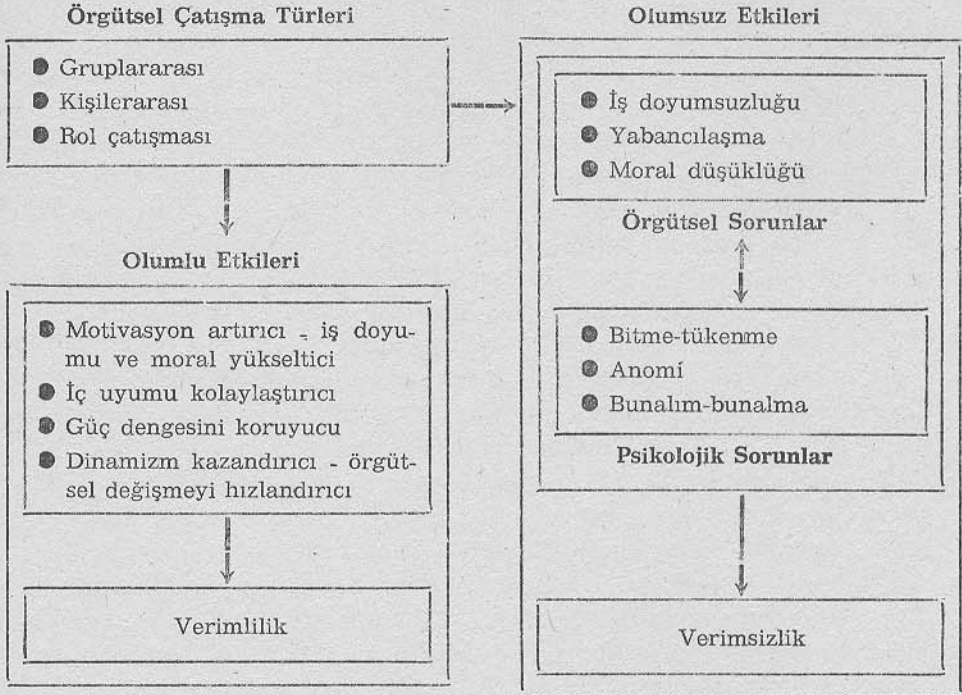 Örgütsel Çatışma Türleri
● Gruplararası
● Kişilerarası
● Rol çatışması
Olumlu Etkileri
● Motivasyon artırıcı - iş doyu-
mu ve moral yükseltici
● İç uyumu kolaylaştırıcı
● Güç dengesini koruyucu
● Dinamizm kazandırıcı - örgüt-
sel değişmeyi hızlandırıcı
Verimlilik
Olumsuz Etkileri
● İş doyumsuzluğu
● Yabancılaşma
● Moral düşüklüğü
Örgütsel Sorunlar
● Bitme-tükenme
● Anomi
● Bunalım-bunalma
Psikolojik Sorunlar
Verimsizlik